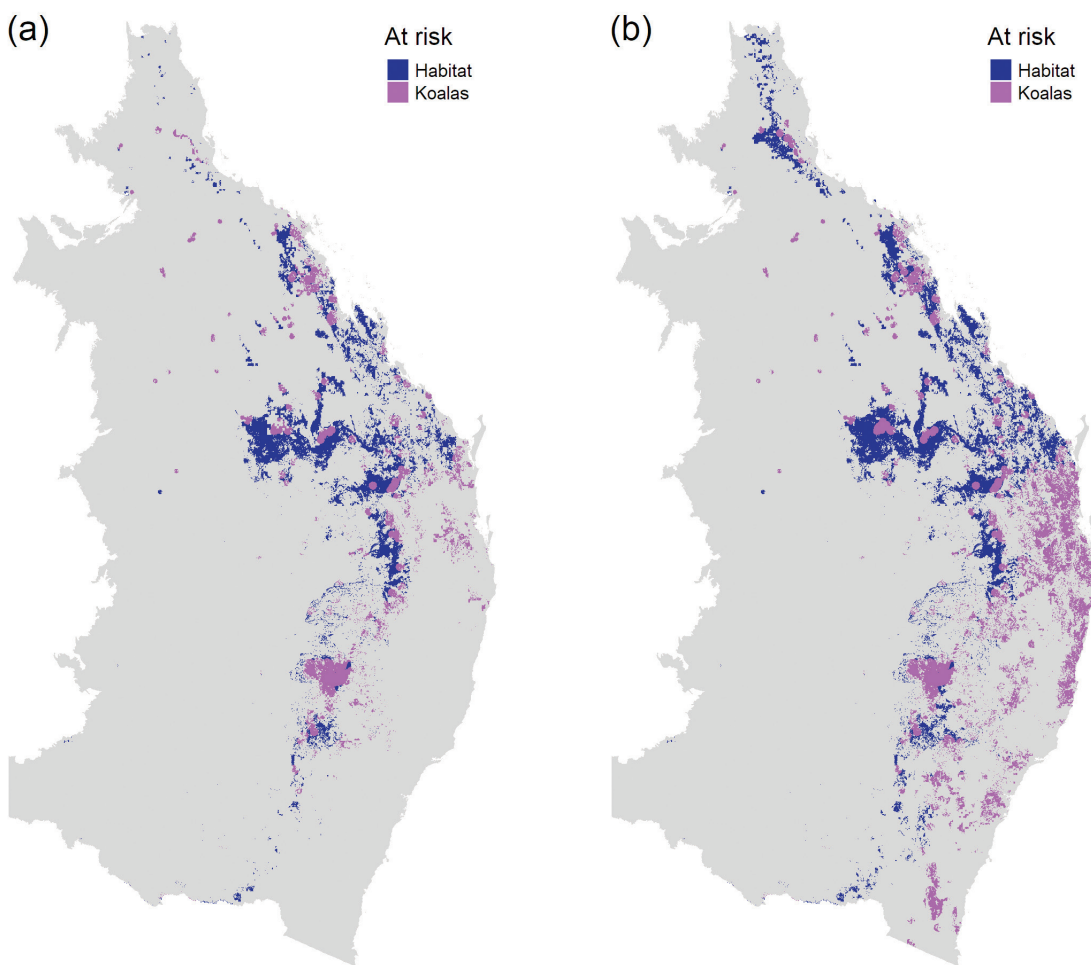 (a)
At risk
Habitat
Koalas
(b)
At risk
Habitat
Koalas